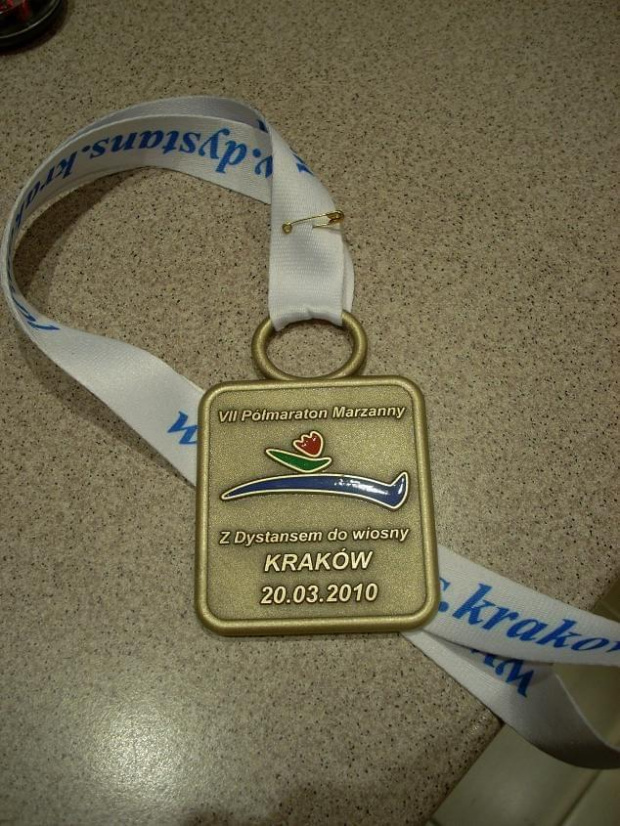 w.dystans.krak
VII Półmaraton Marzanny
Z Dystansem do wiosny
KRAKÓW
20.03.2010
s.krakow